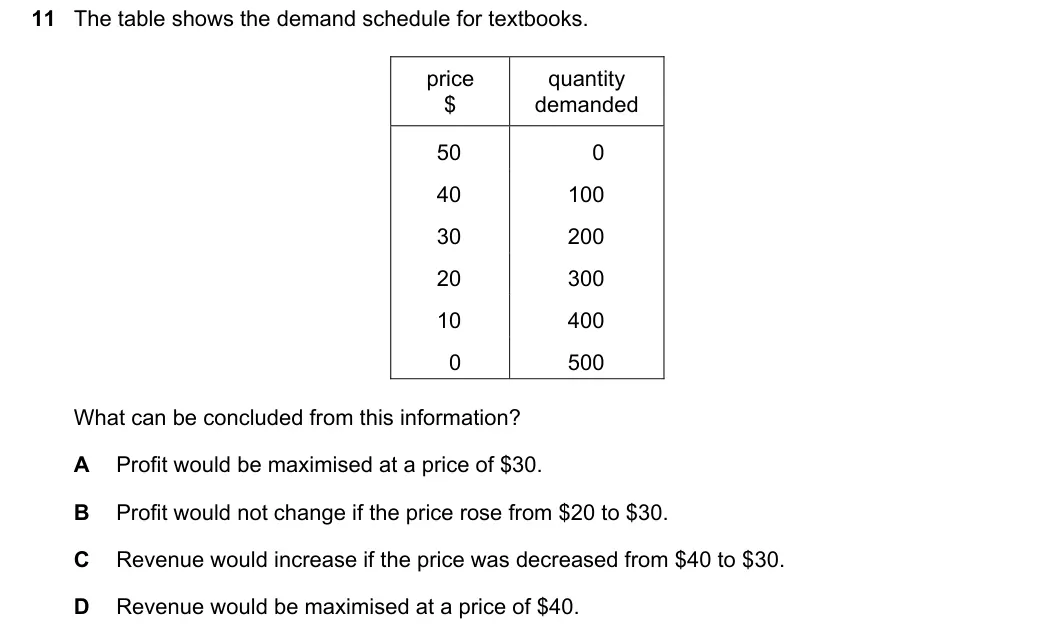 11 The table shows the demand schedule for textbooks.
price quantity
$ demanded
50 0
40 100
30 200
20 300
10 400
0 500
What can be concluded from this information?
A Profit would be maximised at a price of $30.
B Profit would not change if the price rose from $20 to $30.
C Revenue would increase if the price was decreased from $40 to $30.
D Revenue would be maximised at a price of $40.